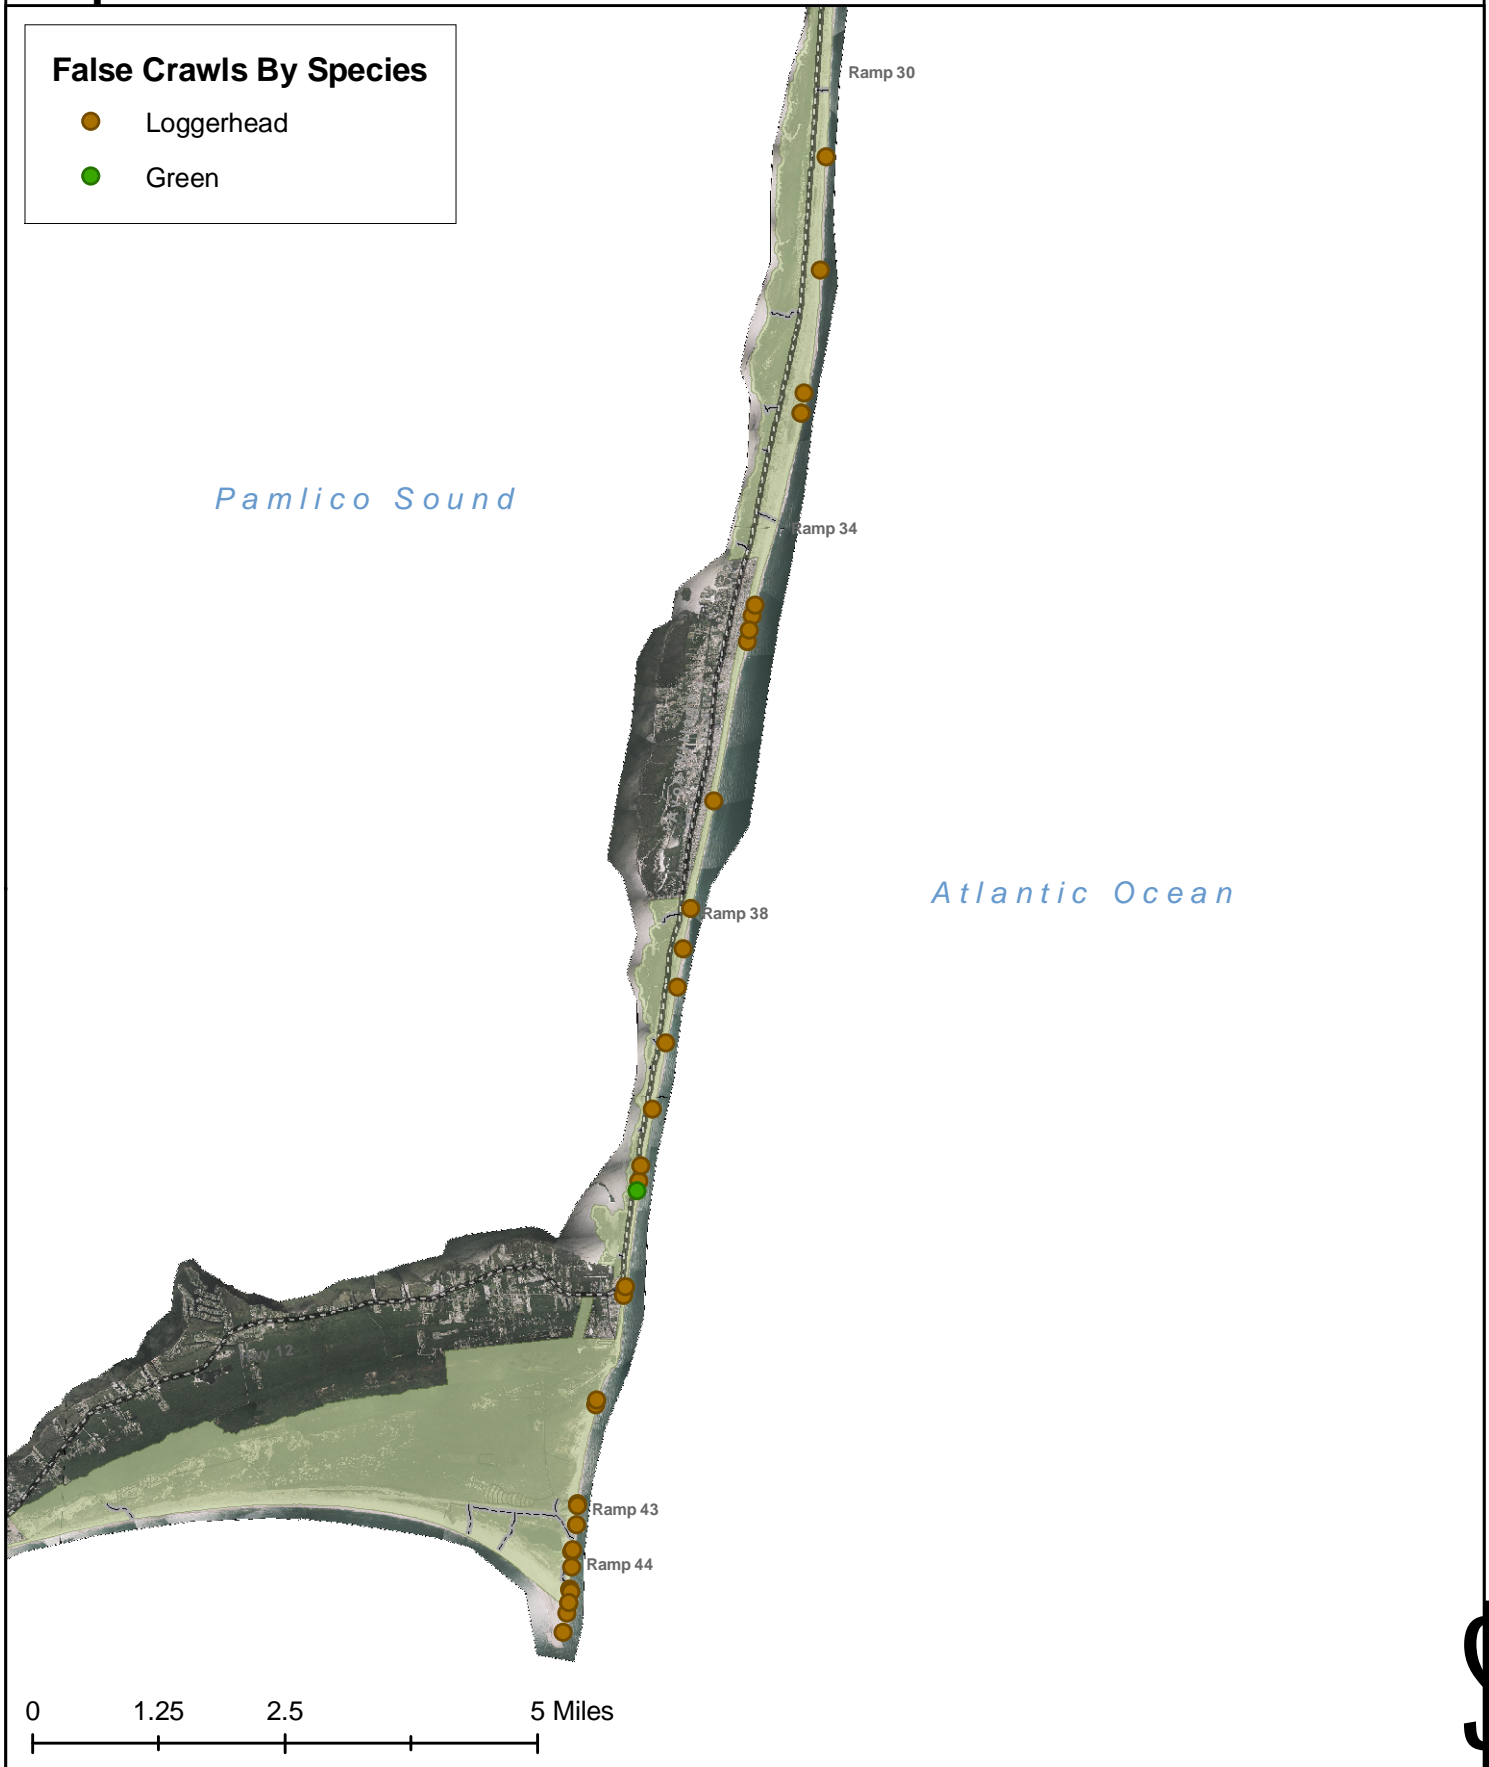 False Crawls By Species
Loggerhead
Green
Ramp 30
Pamlico Sound
Ramp 34
Atlantic Ocean
Ramp 38
12
Ramp 43
Ramp 44
0 1.25 2.5 5 Miles